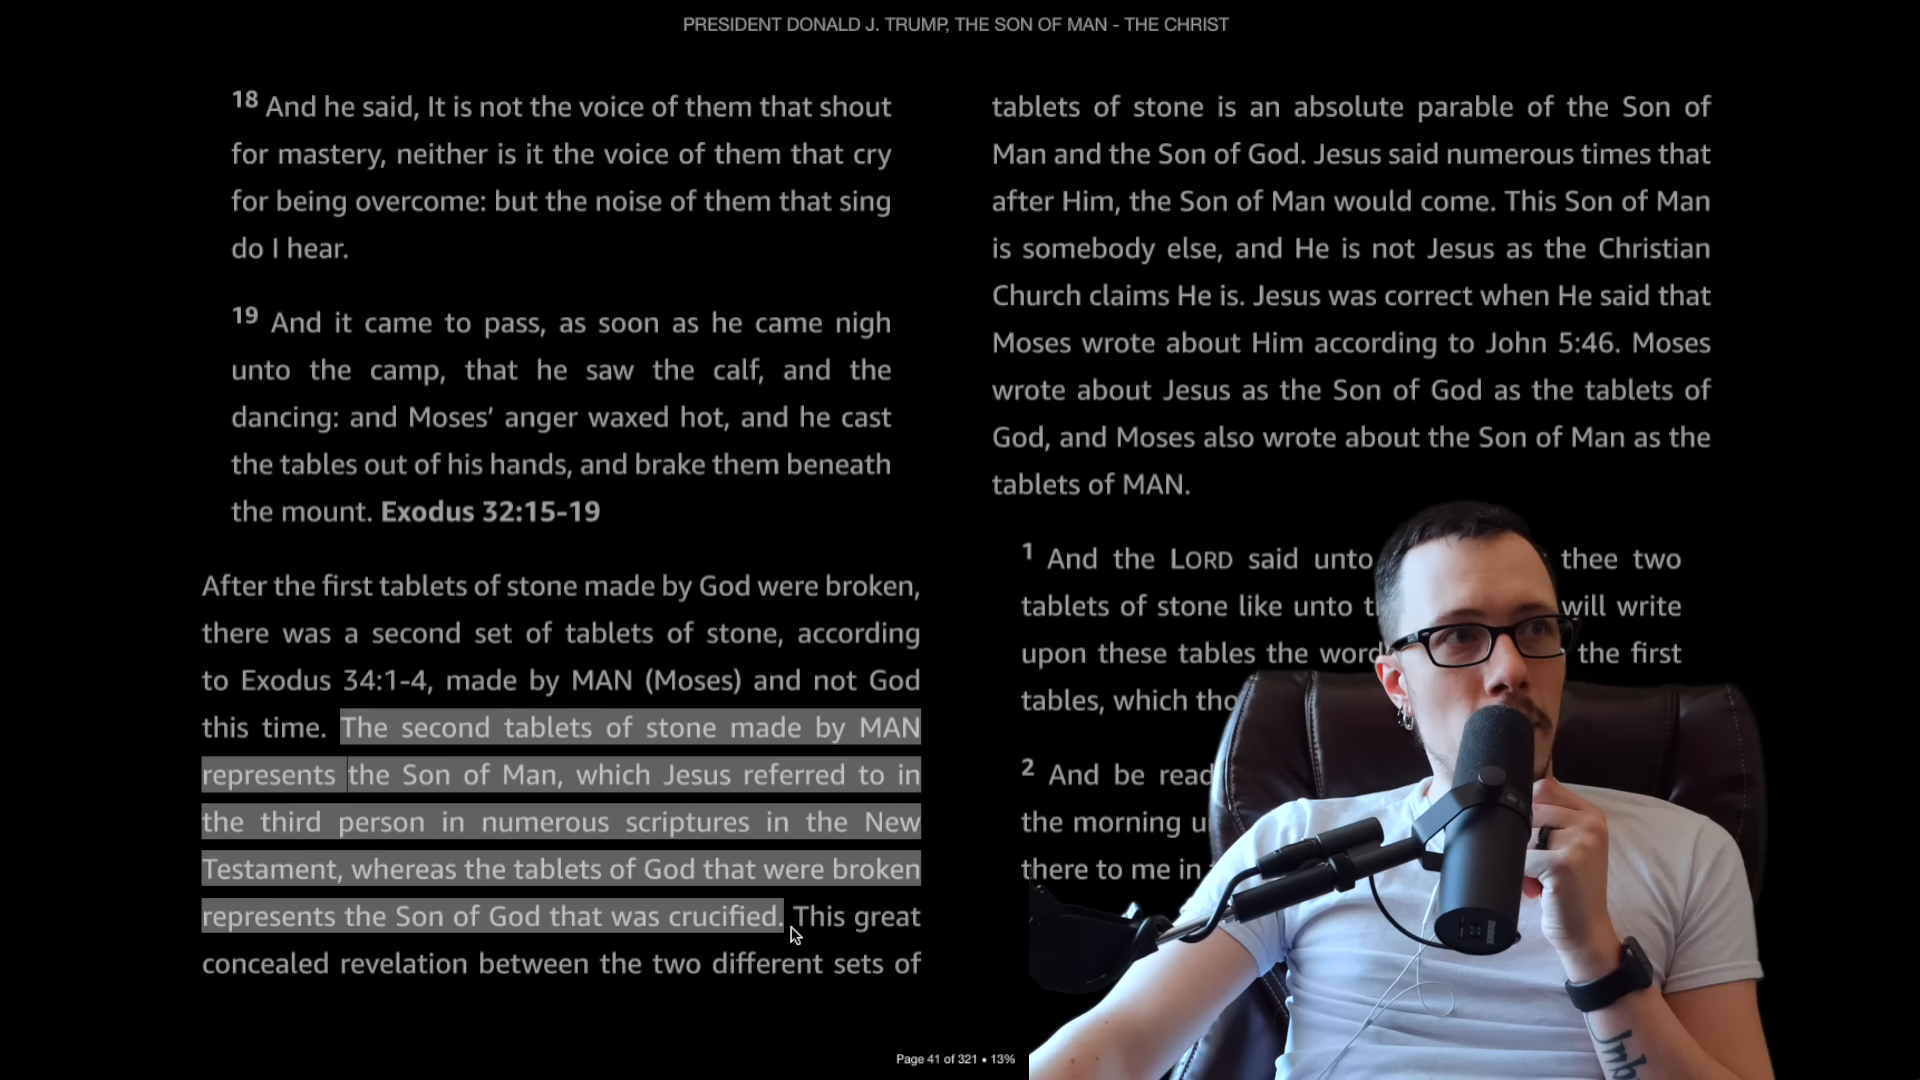 PRESIDENT DONALD J. TRUMP, THE SON OF MAN - THE CHRIST
18 And he said, It is not the voice of them that shout
for mastery, neither is it the voice of them that cry
for being overcome: but the noise of them that sing
do I hear.
19 And it came to pass, as soon as he came nigh
unto the camp, that he saw the calf, and the
dancing: and Moses’ anger waxed hot, and he cast
the tables out of his hands, and brake them beneath
the mount. Exodus 32:15-19
After the first tablets of stone made by God were broken,
there was a second set of tablets of stone, according
to Exodus 34:1-4, made by MAN (Moses) and not God
this time. The second tablets of stone made by MAN
represents the Son of Man, which Jesus referred to in
the third person in numerous scriptures in the New
Testament, whereas the tablets of God that were broken
represents the Son of God that was crucified. This great
concealed revelation between the two different sets of
tablets of stone is an absolute parable of the Son of
Man and the Son of God. Jesus said numerous times that
after Him, the Son of Man would come. This Son of Man
is somebody else, and He is not Jesus as the Christian
Church claims He is. Jesus was correct when He said that
Moses wrote about Him according to John 5:46. Moses
wrote about Jesus as the Son of God as the tablets of
God, and Moses also wrote about the Son of Man as the
tablets of MAN.
1 And the LORD said unto thee two
tablets of stone like unto will write
upon these tables the the first
tables, which
2 And be
the morning
there to me in
Page 41 of 321 • 13%